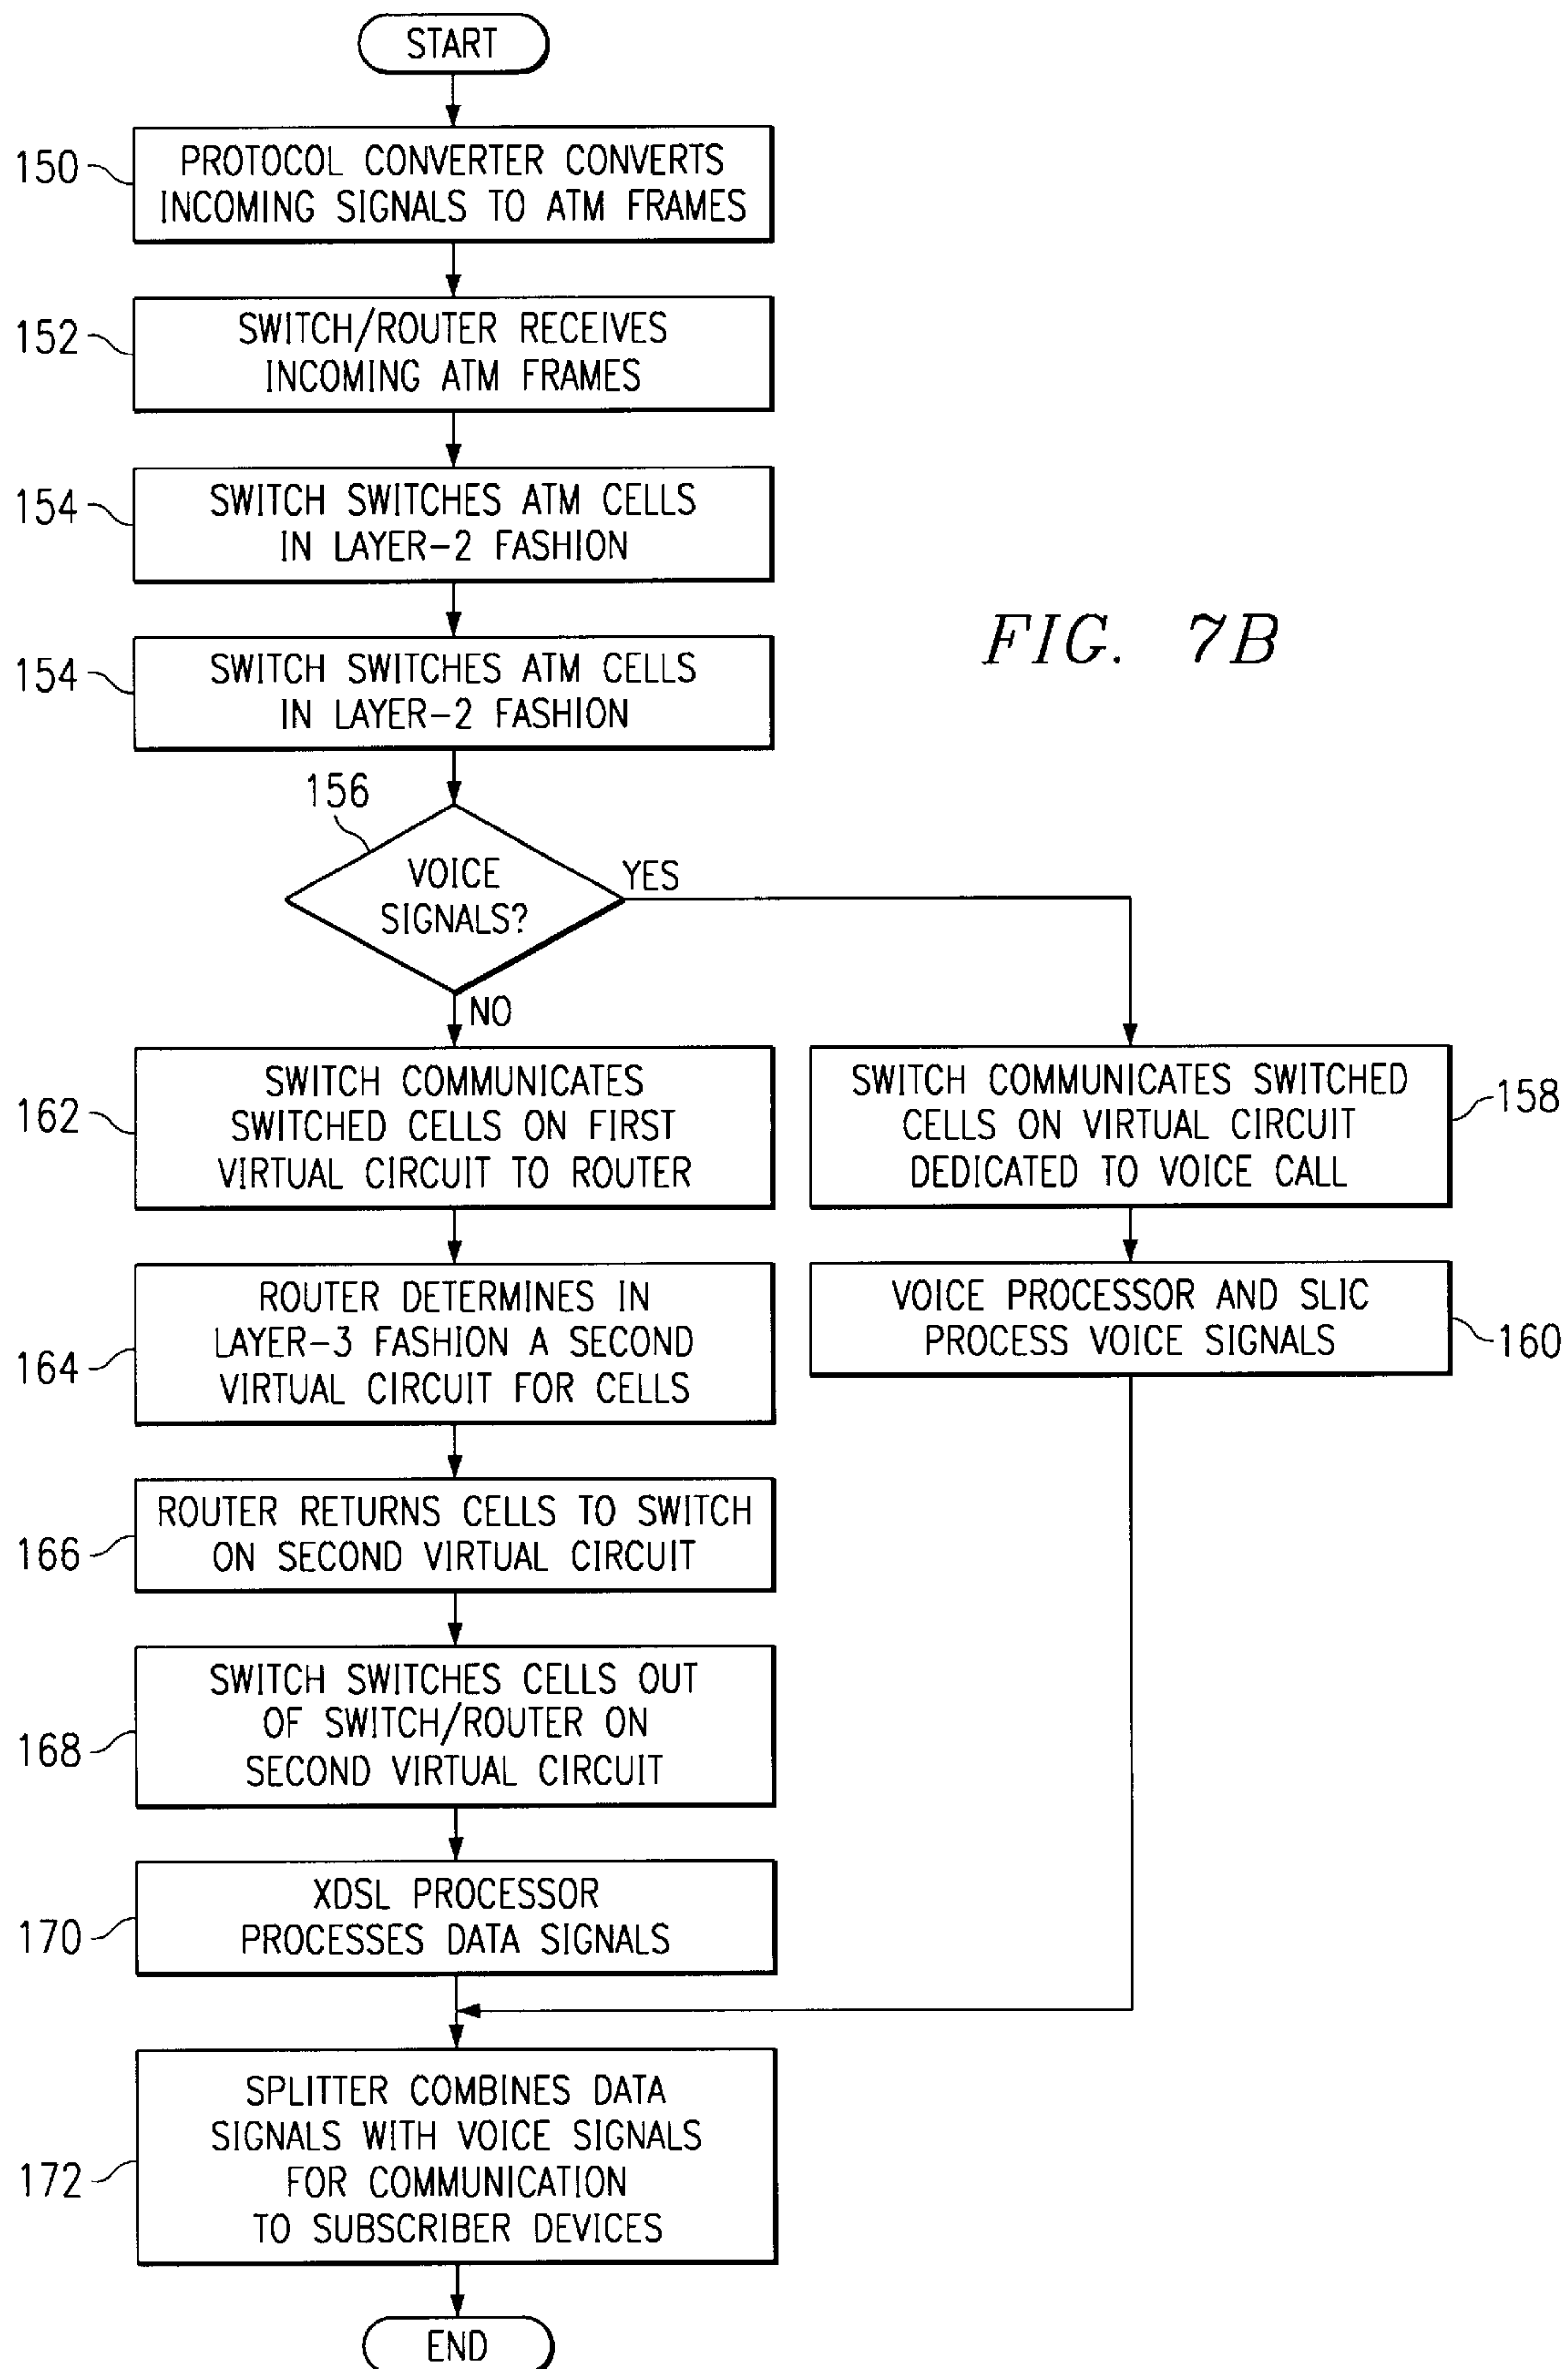 START
150
PROTOCOL CONVERTER CONVERTS
INCOMING SIGNALS TO ATM FRAMES
152
SWITCH/ROUTER RECEIVES
INCOMING ATM FRAMES
154
SWITCH SWITCHES ATM CELLS
IN LAYER-2 FASHION
154
SWITCH SWITCHES ATM CELLS
IN LAYER-2 FASHION
FIG. 7B
156
VOICE
SIGNALS?
YES
NO
162
SWITCH COMMUNICATES
SWITCHED CELLS ON FIRST
VIRTUAL CIRCUIT TO ROUTER
SWITCH COMMUNICATES SWITCHED
CELLS ON VIRTUAL CIRCUIT
DEDICATED TO VOICE CALL
158
164
ROUTER DETERMINES IN
LAYER-3 FASHION A SECOND
VIRTUAL CIRCUIT FOR CELLS
VOICE PROCESSOR AND SLIC
PROCESS VOICE SIGNALS
160
166
ROUTER RETURNS CELLS TO SWITCH
ON SECOND VIRTUAL CIRCUIT
168
SWITCH SWITCHES CELLS OUT
OF SWITCH/ROUTER ON
SECOND VIRTUAL CIRCUIT
170
XDSL PROCESSOR
PROCESSES DATA SIGNALS
172
SPLITTER COMBINES DATA
SIGNALS WITH VOICE SIGNALS
FOR COMMUNICATION
TO SUBSCRIBER DEVICES
END